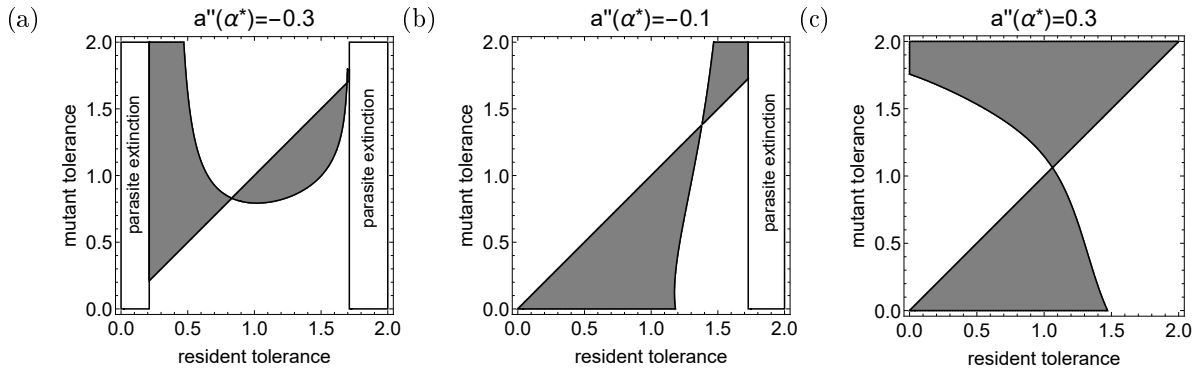 (a)
a''(α*)=−0.3
2.0
1.5
1.0
0.5
0.0
mutant tolerance
parasite extinction
parasite extinction
0.0 0.5 1.0 1.5 2.0
resident tolerance
(b)
a''(α*)=−0.1
2.0
1.5
1.0
0.5
0.0
mutant tolerance
parasite extinction
0.0 0.5 1.0 1.5 2.0
resident tolerance
(c)
a''(α*)=0.3
2.0
1.5
1.0
0.5
0.0
mutant tolerance
0.0 0.5 1.0 1.5 2.0
resident tolerance